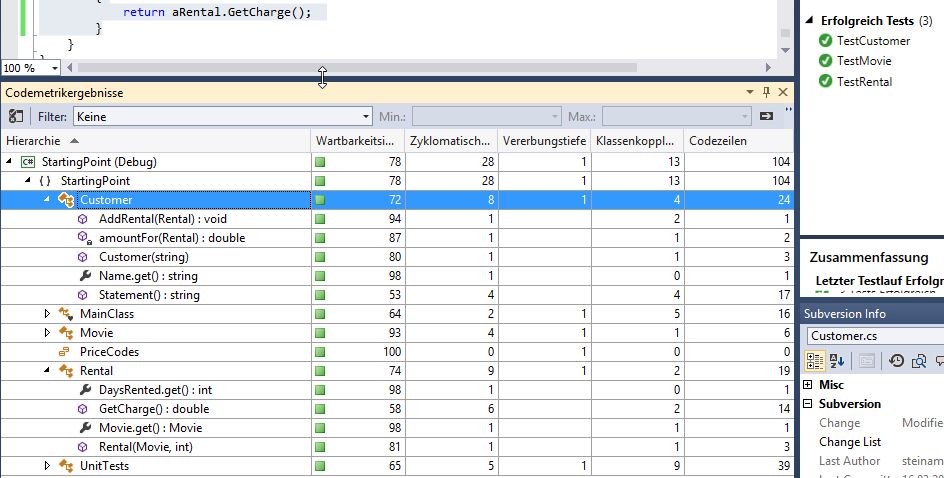 {
return aRental.GetCharge();
}
}
100 %
Codemetrikergebnisse
Filter: Keine Min.: Max.:
Hierarchie Wartbarkeitsi... Zyklomatisch... Vererbungstiefe Klassenkoppl... Codezeilen
C# StartingPoint (Debug) 78 28 1 13 104
{ } StartingPoint 78 28 1 13 104
Customer 72 8 1 4 24
AddRental(Rental) : void 94 1 2 1
amountFor(Rental) : double 87 1 1 2
Customer(string) 80 1 1 3
Name.get() : string 98 1 0 1
Statement() : string 53 4 4 17
MainClass 64 2 1 5 16
Movie 93 4 1 1 6
PriceCodes 100 0 1 0 0
Rental 74 9 1 2 19
DaysRented.get() : int 98 1 0 1
GetCharge() : double 58 6 2 14
Movie.get() : Movie 98 1 1 1
Rental(Movie, int) 81 1 1 3
UnitTests 65 5 1 9 39
Erfolgreich Tests (3)
TestCustomer
TestMovie
TestRental
Zusammenfassung
Letzter Testlauf Erfolgr
Subversion Info
Customer.cs
Misc
Subversion
Change Modifie
Change List
Last Author steinam